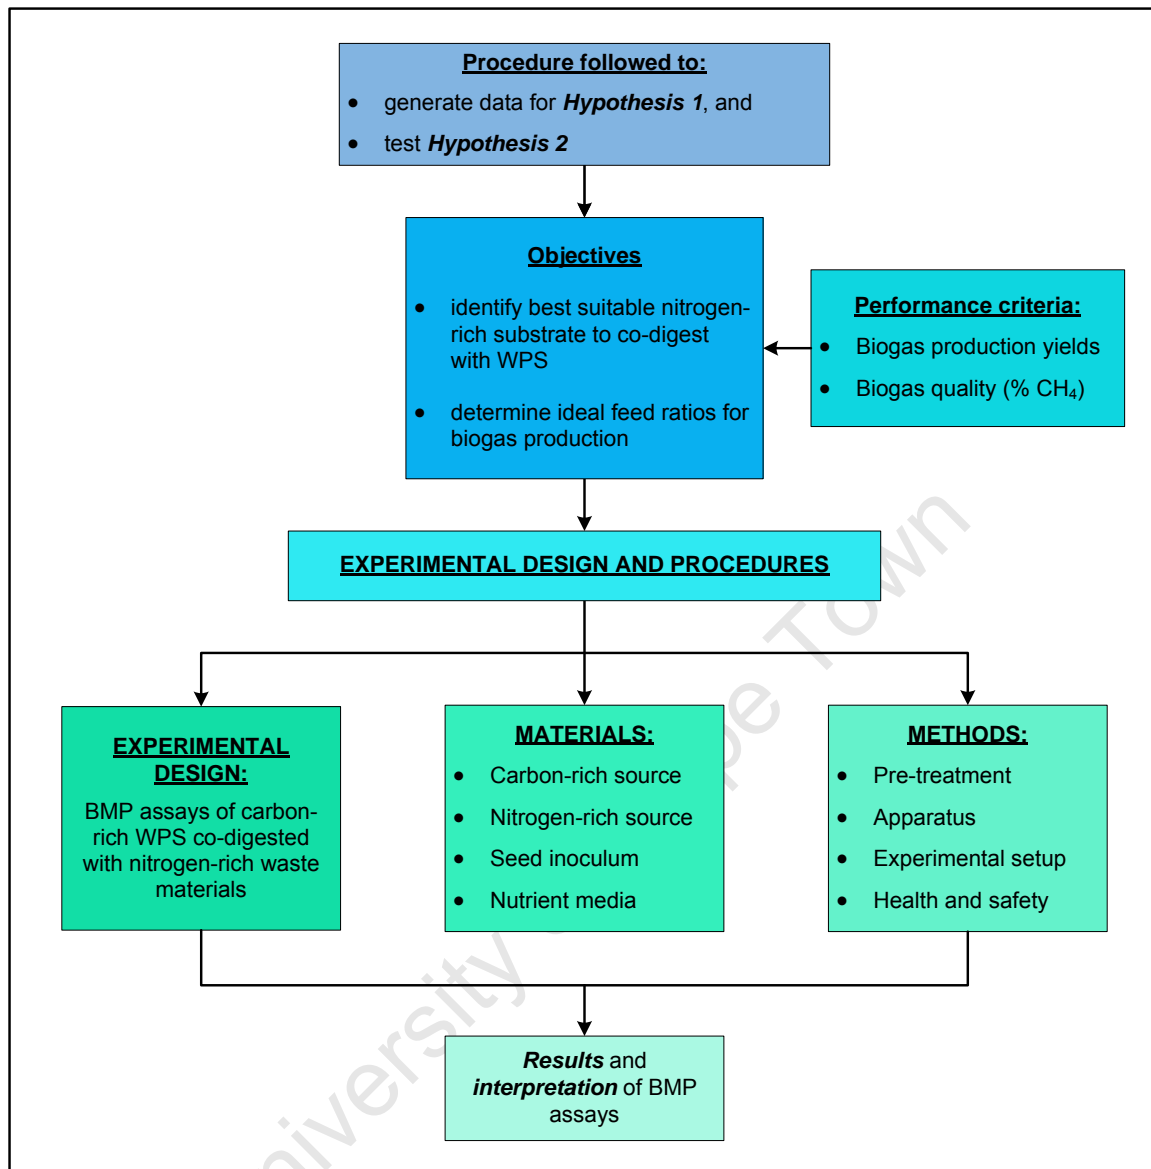 Procedure followed to:
• generate data for Hypothesis 1, and
• test Hypothesis 2
Objectives
• identify best suitable nitrogen-
rich substrate to co-digest
with WPS
• determine ideal feed ratios for
biogas production
Performance criteria:
• Biogas production yields
• Biogas quality (% CH₄)
EXPERIMENTAL DESIGN AND PROCEDURES
EXPERIMENTAL
DESIGN:
BMP assays of carbon-
rich WPS co-digested
with nitrogen-rich waste
materials
MATERIALS:
• Carbon-rich source
• Nitrogen-rich source
• Seed inoculum
• Nutrient media
METHODS:
• Pre-treatment
• Apparatus
• Experimental setup
• Health and safety
Results and
interpretation of BMP
assays
University Town